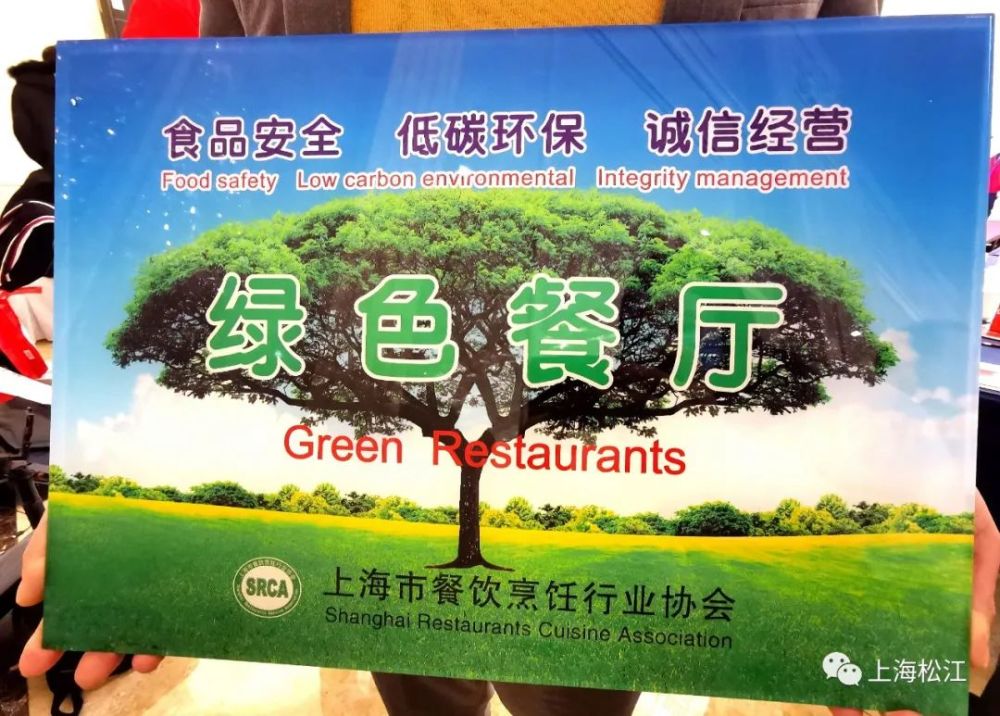 食品安全 低碳环保 诚信经营
Food safety Low carbon environmental Integrity management
绿色餐厅
Green Restaurants
SRCA
上海市餐饮烹饪行业协会
Shanghai Restaurants Cuisine Association
上海松江